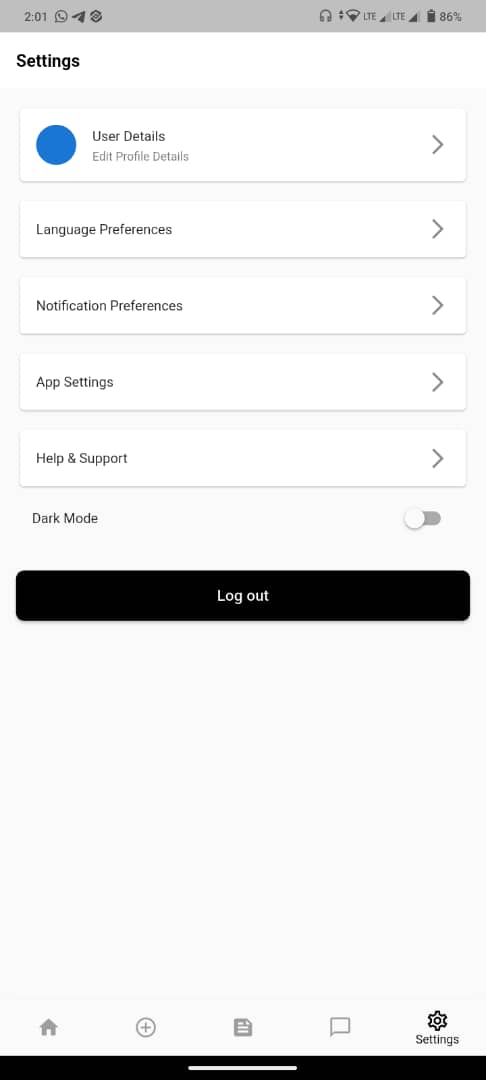 2:01 LTE LTE 86%
Settings
User Details
Edit Profile Details
Language Preferences
Notification Preferences
App Settings
Help & Support
Dark Mode
Log out
Settings